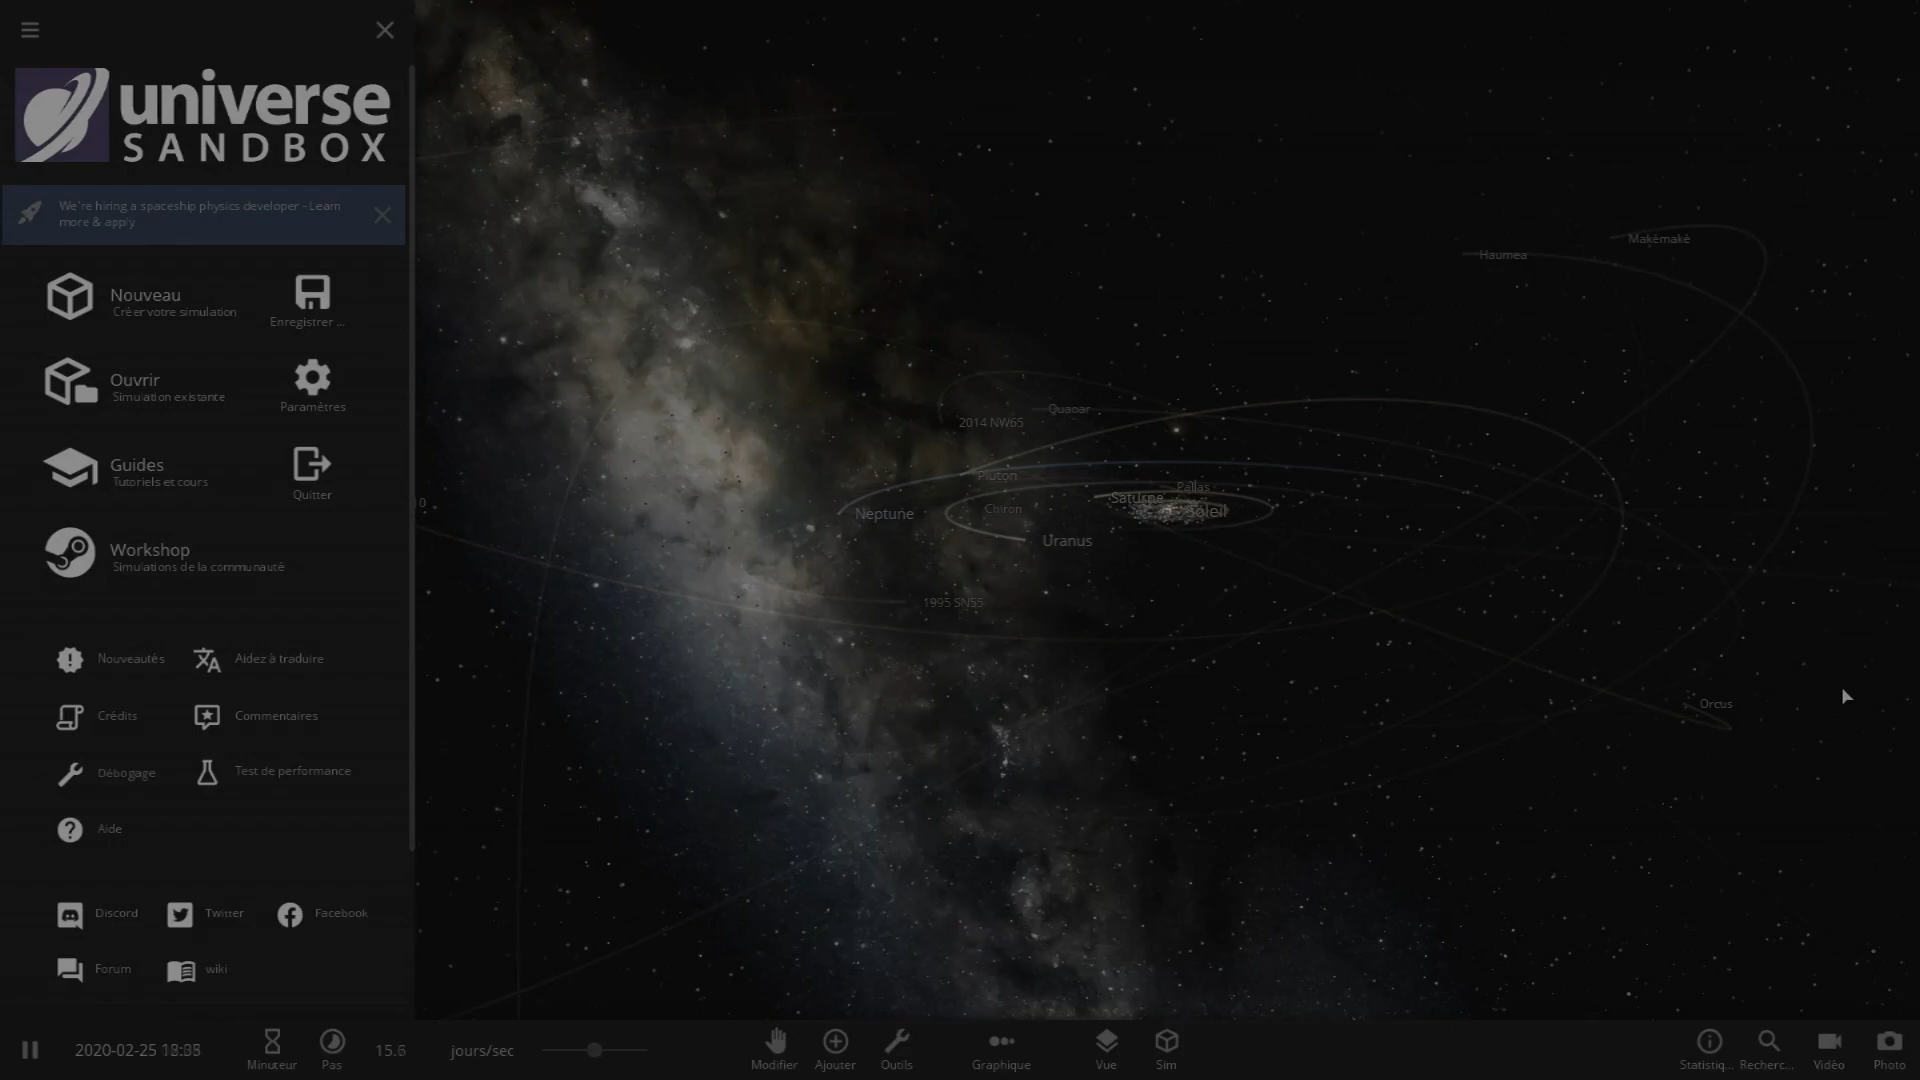 universe
SANDBOX
We're hiring a spaceship physics developer - Learn
more & apply
Nouveau
Créer votre simulation
Enregistrer ...
Ouvrir
Simulation existante
Paramètres
Guides
Tutoriels et cours
Quitter
Workshop
Simulations de la communauté
Nouveautés
Aidez à traduire
Crédits
Commentaires
Débogage
Test de performance
Aide
Discord
Twitter
Facebook
Forum
wiki
Makémaké
Haumea
Quaoar
2014 NW65
Pluton
Pallas
Saturne
Soleil
Chiron
Neptune
Uranus
1995 SN55
Orcus
0
2020-02-25
Minuteur
Pas
15.6
jours/sec
Modifier
Ajouter
Outils
Graphique
Vue
Sim
Statistiq...
Recherc...
Vidéo
Photo